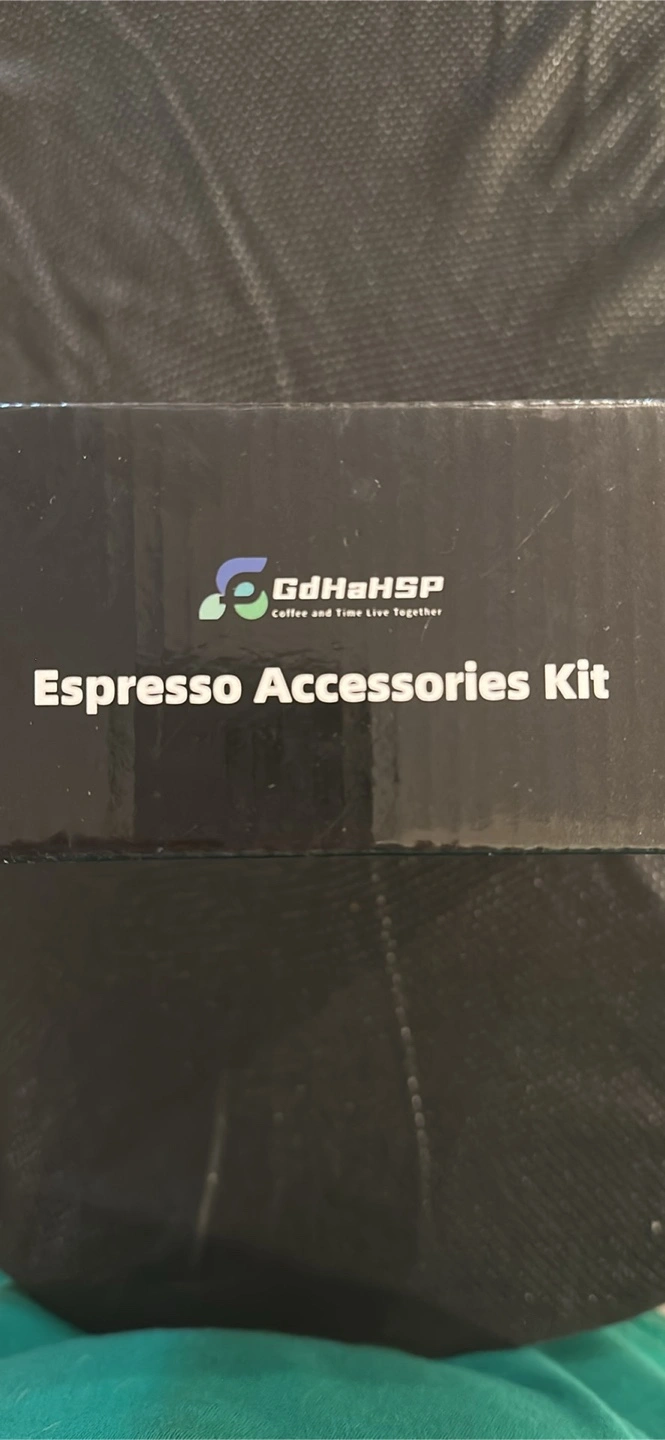 GdHaHSP
Coffee and Time Live Together
Espresso Accessories Kit